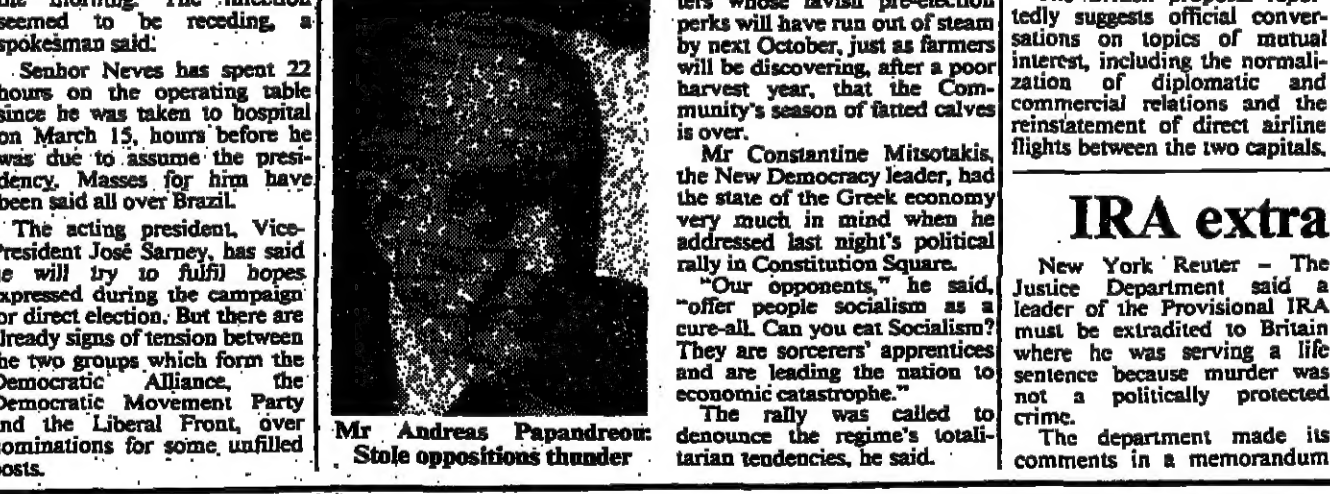 the morning. The infection
seemed to be receding, a
spokesman said.
Senhor Neves has spent 22
hours on the operating table
since he was taken to hospital
on March 15, hours before he
was due to assume the presi-
dency. Masses for him have
been said all over Brazil.
The acting president, Vice-
President José Sarney, has said
he will try to fulfil hopes
expressed during the campaign
for direct election. But there are
already signs of tension between
the two groups which form the
Democratic Alliance, the
Democratic Movement Party
and the Liberal Front, over
nominations for some unfilled
posts.
Mr Andreas Papandreou:
Stole oppositions thunder
ters whose lavish pre-election
perks will have run out of steam
by next October, just as farmers
will be discovering, after a poor
harvest year, that the Com-
munity's season of fatted calves
is over.
Mr Constantine Mitsotakis,
the New Democracy leader, had
the state of the Greek economy
very much in mind when he
addressed last night's political
rally in Constitution Square.
"Our opponents," he said,
"offer people socialism as a
cure-all. Can you eat Socialism?
They are sorcerers' apprentices
and are leading the nation to
economic catastrophe."
The rally was called to
denounce the regime's totali-
tarian tendencies, he said.
The British proposal repor-
tedly suggests official conver-
sations on topics of mutual
interest, including the normali-
zation of diplomatic and
commercial relations and the
reinstatement of direct airline
flights between the two capitals.
IRA extra
New York Reuter – The
Justice Department said a
leader of the Provisional IRA
must be extradited to Britain
where he was serving a life
sentence because murder was
not a politically protected
crime.
The department made its
comments in a memorandum